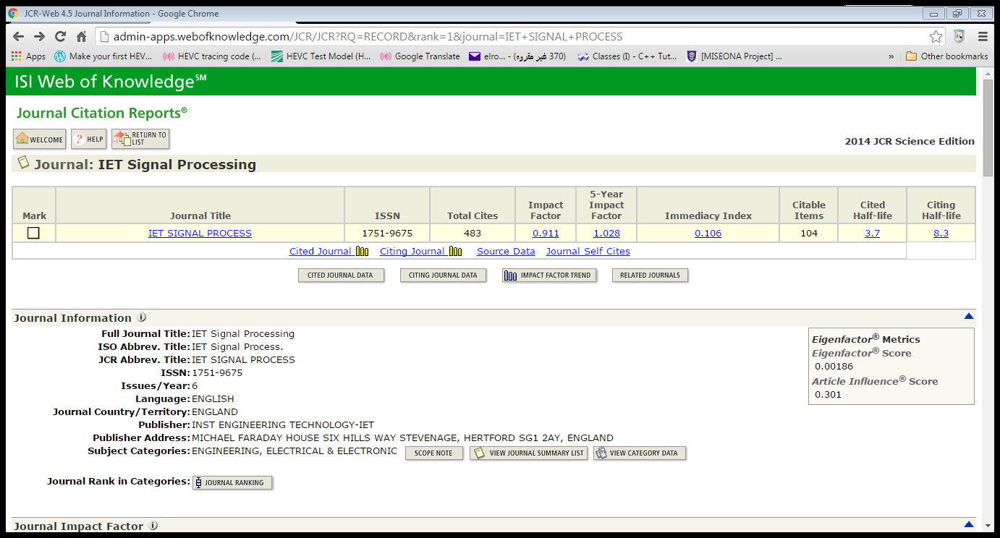 JCR-Web 4.5 Journal Information - Google Chrome
admin-apps.webofknowledge.com/JCR/JCR?RQ=RECORD&rank=1&journal=IET+SIGNAL+PROCESS
Apps Make your first HEV... HEVC tracing code (... HEVC Test Model (H... Google Translate elro... - (370 غير مقروء) Classes (I) - C++ Tut... [MISEONA Project] ... » Other bookmarks
ISI Web of Knowledge℠
Journal Citation Reports®
WELCOME ? HELP RETURN TO LIST
2014 JCR Science Edition
Journal: IET Signal Processing
Mark Journal Title ISSN Total Cites Impact Factor 5-Year Impact Factor Immediacy Index Citable Items Cited Half-life Citing Half-life
IET SIGNAL PROCESS 1751-9675 483 0.911 1.028 0.106 104 3.7 8.3
Cited Journal Citing Journal Source Data Journal Self Cites
CITED JOURNAL DATA CITING JOURNAL DATA IMPACT FACTOR TREND RELATED JOURNALS
Journal Information i
Full Journal Title: IET Signal Processing
ISO Abbrev. Title: IET Signal Process.
JCR Abbrev. Title: IET SIGNAL PROCESS
ISSN: 1751-9675
Issues/Year: 6
Language: ENGLISH
Journal Country/Territory: ENGLAND
Publisher: INST ENGINEERING TECHNOLOGY-IET
Publisher Address: MICHAEL FARADAY HOUSE SIX HILLS WAY STEVENAGE, HERTFORD SG1 2AY, ENGLAND
Subject Categories: ENGINEERING, ELECTRICAL & ELECTRONIC SCOPE NOTE VIEW JOURNAL SUMMARY LIST VIEW CATEGORY DATA
Journal Rank in Categories: JOURNAL RANKING
Eigenfactor® Metrics
Eigenfactor® Score
0.00186
Article Influence® Score
0.301
Journal Impact Factor i